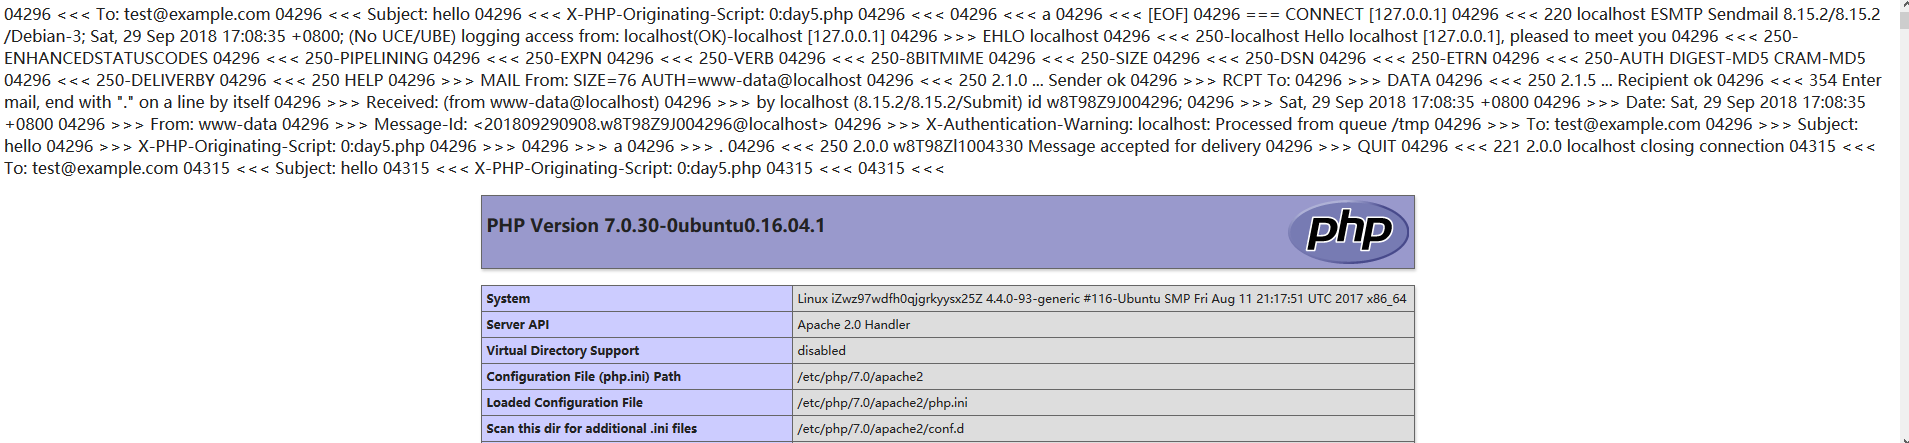 04296 <<< To: test@example.com 04296 <<< Subject: hello 04296 <<< X-PHP-Originating-Script: 0:day5.php 04296 <<< 04296 <<< a 04296 <<< [EOF] 04296 === CONNECT [127.0.0.1] 04296 <<< 220 localhost ESMTP Sendmail 8.15.2/8.15.2
/Debian-3; Sat, 29 Sep 2018 17:08:35 +0800; (No UCE/UBE) logging access from: localhost(OK)-localhost [127.0.0.1] 04296 >>> EHLO localhost 04296 <<< 250-localhost Hello localhost [127.0.0.1], pleased to meet you 04296 <<< 250-
ENHANCEDSTATUSCODES 04296 <<< 250-PIPELINING 04296 <<< 250-EXPN 04296 <<< 250-VERB 04296 <<< 250-8BITMIME 04296 <<< 250-SIZE 04296 <<< 250-DSN 04296 <<< 250-ETRN 04296 <<< 250-AUTH DIGEST-MD5 CRAM-MD5
04296 <<< 250-DELIVERBY 04296 <<< 250 HELP 04296 >>> MAIL From: SIZE=76 AUTH=www-data@localhost 04296 <<< 250 2.1.0 ... Sender ok 04296 >>> RCPT To: 04296 >>> DATA 04296 <<< 250 2.1.5 ... Recipient ok 04296 <<< 354 Enter
mail, end with "." on a line by itself 04296 >>> Received: (from www-data@localhost) 04296 >>> by localhost (8.15.2/8.15.2/Submit) id w8T98Z9J004296; 04296 >>> Sat, 29 Sep 2018 17:08:35 +0800 04296 >>> Date: Sat, 29 Sep 2018 17:08:35
+0800 04296 >>> From: www-data 04296 >>> Message-Id: <201809290908.w8T98Z9J004296@localhost> 04296 >>> X-Authentication-Warning: localhost: Processed from queue /tmp 04296 >>> To: test@example.com 04296 >>> Subject:
hello 04296 >>> X-PHP-Originating-Script: 0:day5.php 04296 >>> 04296 >>> a 04296 >>> . 04296 <<< 250 2.0.0 w8T98Zl1004330 Message accepted for delivery 04296 >>> QUIT 04296 <<< 221 2.0.0 localhost closing connection 04315 <<<
To: test@example.com 04315 <<< Subject: hello 04315 <<< X-PHP-Originating-Script: 0:day5.php 04315 <<< 04315 <<<
PHP Version 7.0.30-0ubuntu0.16.04.1
php
System Linux iZwz97wdfh0qjgrkyysx25Z 4.4.0-93-generic #116-Ubuntu SMP Fri Aug 11 21:17:51 UTC 2017 x86_64
Server API Apache 2.0 Handler
Virtual Directory Support disabled
Configuration File (php.ini) Path /etc/php/7.0/apache2
Loaded Configuration File /etc/php/7.0/apache2/php.ini
Scan this dir for additional .ini files /etc/php/7.0/apache2/conf.d